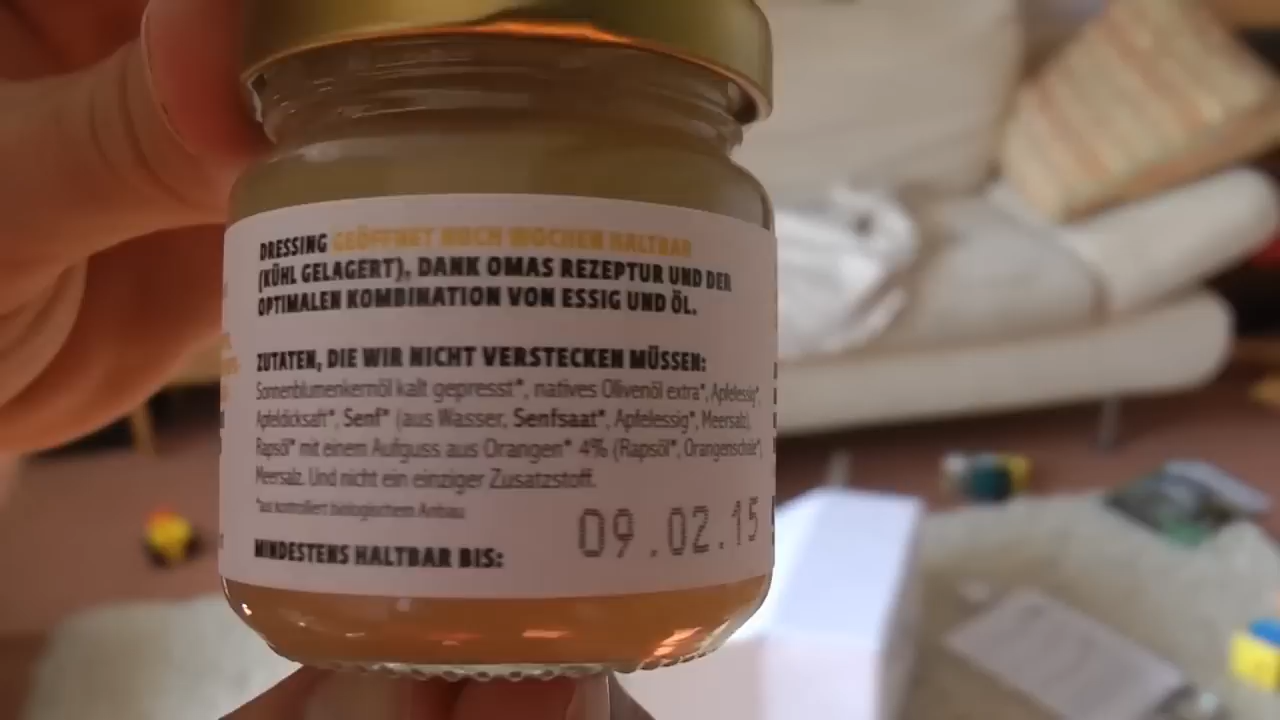 DRESSING GEÖFFNET NOCH WOCHEN HALTBAR
(KÜHL GELAGERT), DANK OMAS REZEPTUR UND DER
OPTIMALEN KOMBINATION VON ESSIG UND ÖL.
ZUTATEN, DIE WIR NICHT VERSTECKEN MÜSSEN:
Sonnenblumenkernöl kalt gepresst*, natives Olivenöl extra*, Apfelessig*,
Apfeldicksaft*, Senf* (aus Wasser, Senfsaat*, Apfelessig*, Meersalz),
Rapsöl* mit einem Aufguss aus Orangen* 4% (Rapsöl*, Orangenschale*),
Meersalz. Und nicht ein einziger Zusatzstoff.
*aus kontrolliert biologischem Anbau
MINDESTENS HALTBAR BIS: 09.02.15